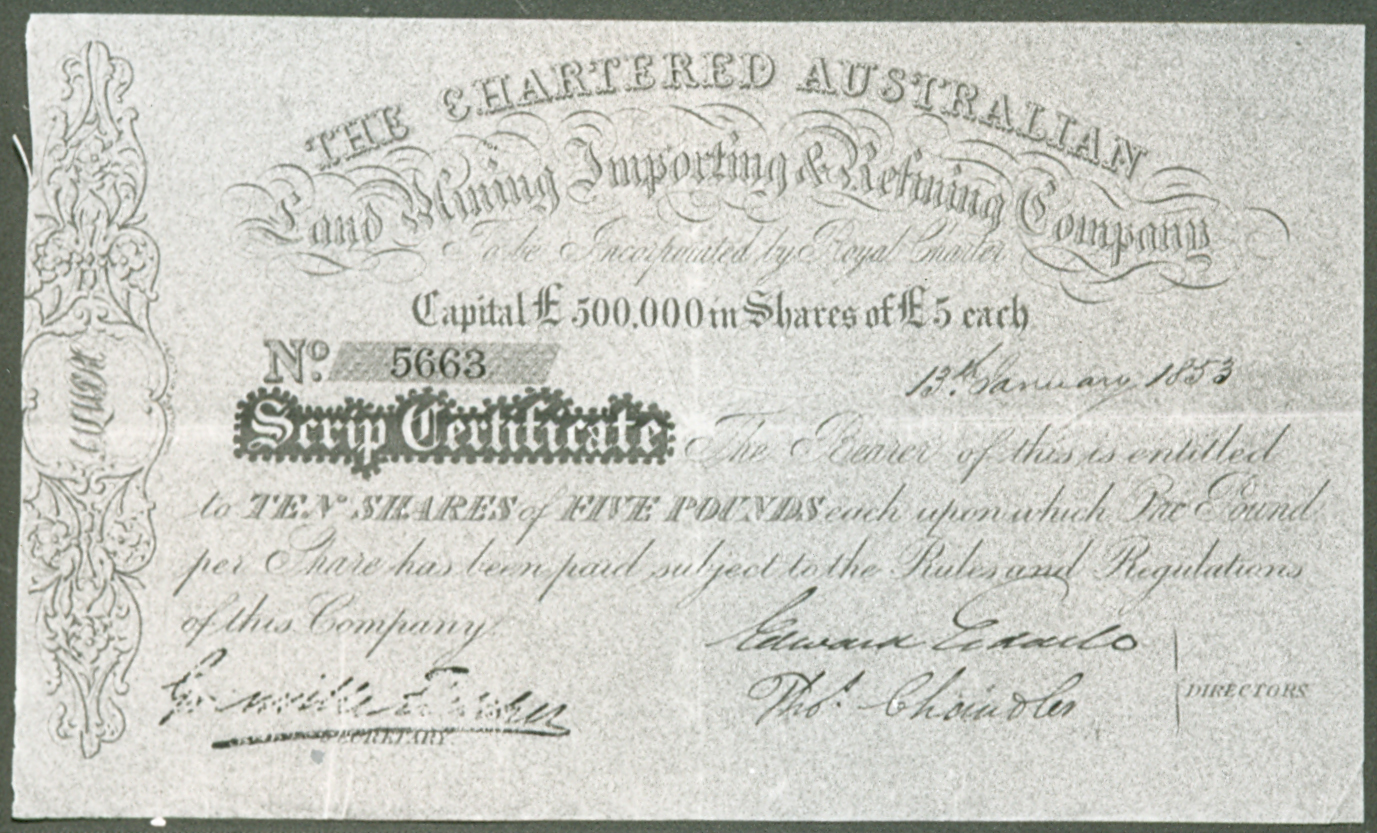 THE CHARTERED AUSTRALIAN
Land Mining Importing & Refining Company
To be Incorporated by Royal Charter
Capital £ 500,000 in Shares of £ 5 each
No. 5663
13th January 1853
Scrip Certificate The Bearer of this is entitled
to TEN SHARES of FIVE POUNDS each upon which One Pound
per Share has been paid subject to the Rules and Regulations
of this Company.
Edward
Thos. Chandler
DIRECTORS
SECRETARY